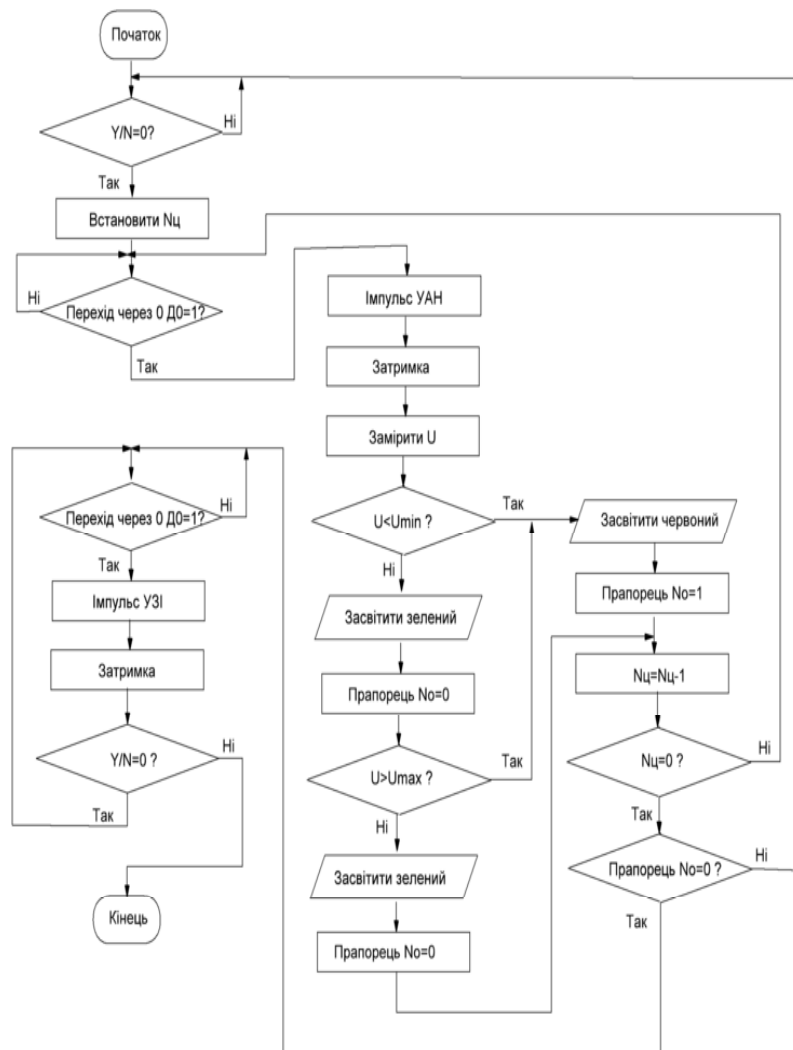 Початок
Y/N=0?
Ні
Так
Встановити Nц
Ні
Перехід через 0 Д0=1?
Так
Імпульс УАН
Затримка
Заміряти U
U<Umin ?
Так
Ні
Засвітити червоний
Прапорець No=1
Засвітити зелений
Прапорець No=0
Nц=Nц-1
U>Umax ?
Так
Ні
Nц=0 ?
Ні
Так
Засвітити зелений
Прапорець No=0
Прапорець No=0 ?
Ні
Так
Перехід через 0 Д0=1?
Ні
Так
Імпульс УЗІ
Затримка
Y/N=0 ?
Ні
Так
Кінець